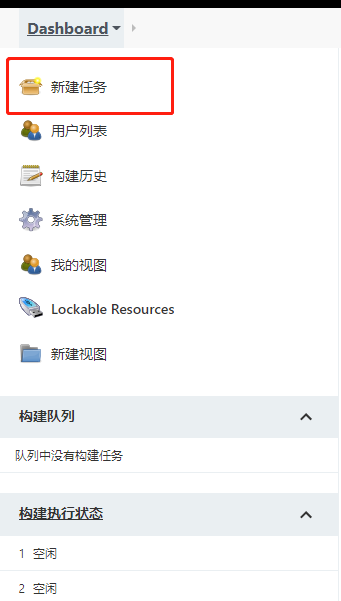 Dashboard
新建任务
用户列表
构建历史
系统管理
我的视图
Lockable Resources
新建视图
构建队列
队列中没有构建任务
构建执行状态
1 空闲
2 空闲